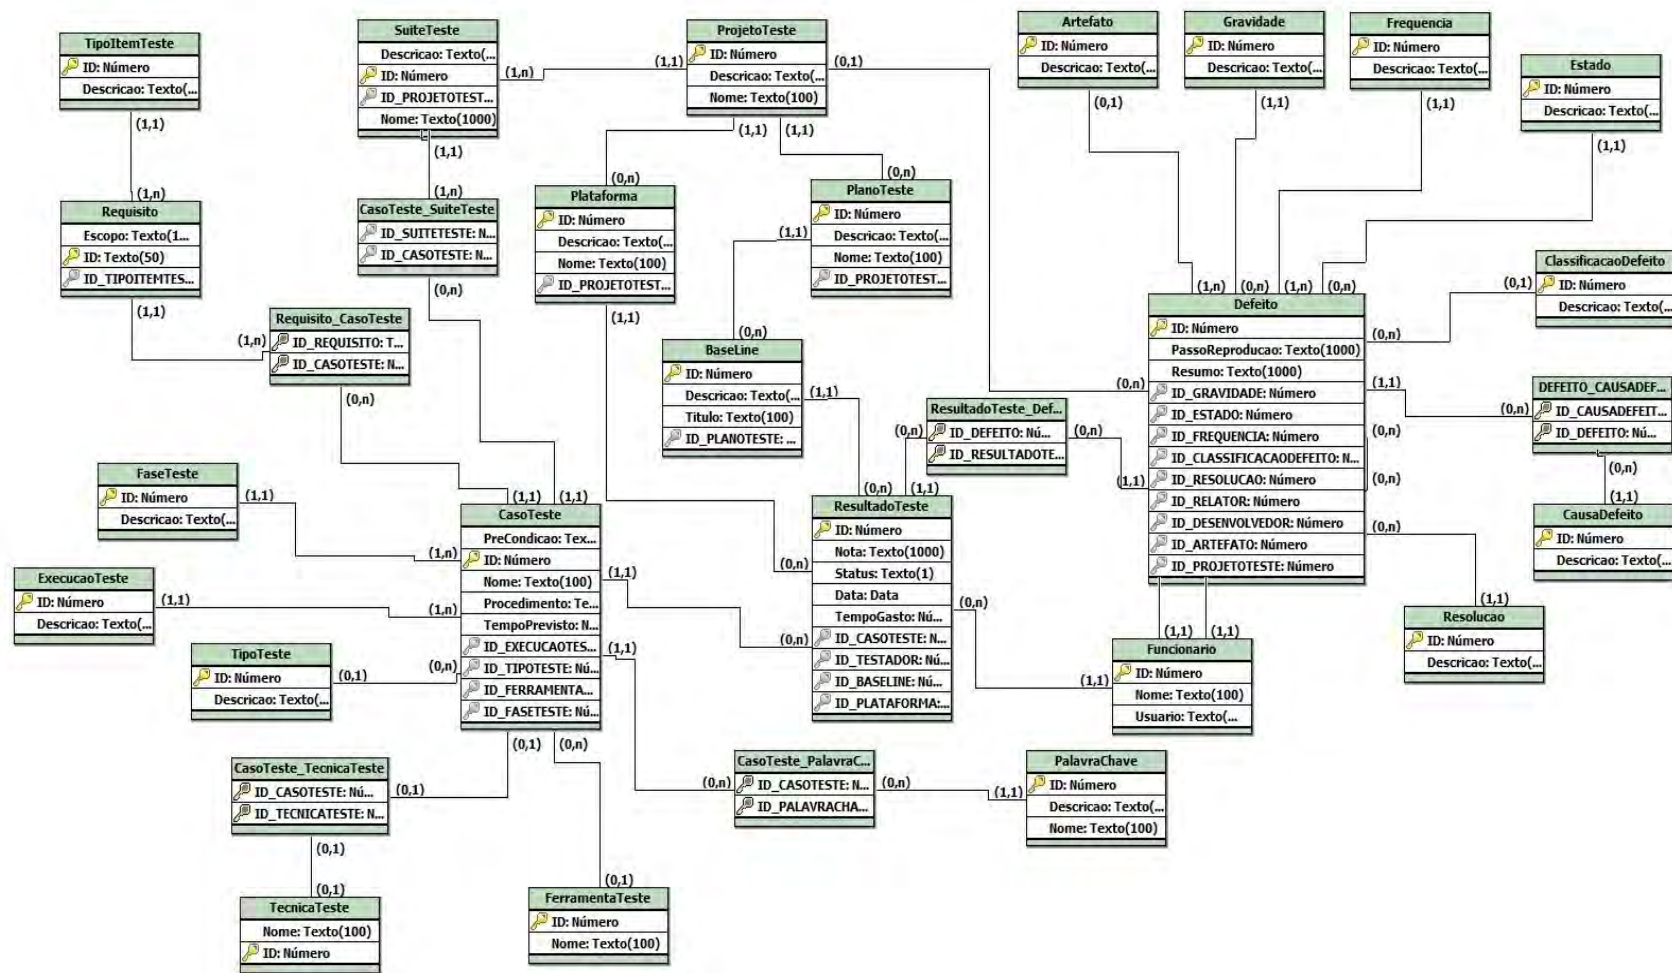 TipoItemTeste
ID: Número
Descricao: Texto(...
(1,1)
(1,n)
Requisito
Escopo: Texto(1...
ID: Texto(50)
ID_TIPOITEMTES...
(1,1)
SuiteTeste
Descricao: Texto(...
ID: Número
ID_PROJETOTEST...
Nome: Texto(1000)
(1,n)
(1,1)
(1,1)
(1,n)
CasoTeste_SuiteTeste
ID_SUITETESTE: N...
ID_CASOTESTE: N...
(0,n)
ProjetoTeste
ID: Número
Descricao: Texto(...
Nome: Texto(100)
(0,1)
(1,1)
(1,1)
(0,n)
(0,n)
Plataforma
ID: Número
Descricao: Texto(...
Nome: Texto(100)
ID_PROJETOTEST...
(1,1)
PlanoTeste
ID: Número
Descricao: Texto(...
Nome: Texto(100)
ID_PROJETOTEST...
(1,1)
(0,n)
Artefato
ID: Número
Descricao: Texto(...
(0,1)
Gravidade
ID: Número
Descricao: Texto(...
(1,1)
Frequencia
ID: Número
Descricao: Texto(...
(1,1)
Estado
ID: Número
Descricao: Texto(...
(1,1)
Requisito_CasoTeste
ID_REQUISITO: T...
ID_CASOTESTE: N...
(1,n)
(0,n)
BaseLine
ID: Número
Descricao: Texto(...
Titulo: Texto(100)
ID_PLANOTESTE: ...
(1,1)
(1,n)
(0,n)
(1,n)
(0,n)
Defeito
ID: Número
PassoReproducao: Texto(1000)
Resumo: Texto(1000)
ID_GRAVIDADE: Número
ID_ESTADO: Número
ID_FREQUENCIA: Número
ID_CLASSIFICACAODEFEITO: N...
ID_RESOLUCAO: Número
ID_RELATOR: Número
ID_DESENVOLVEDOR: Número
ID_ARTEFATO: Número
ID_PROJETOTESTE: Número
(0,n)
(1,1)
(0,n)
(1,1)
(0,n)
(0,n)
(0,n)
ClassificacaoDefeito
ID: Número
Descricao: Texto(...
(0,1)
DEFEITO_CAUSADEF...
ID_CAUSADEFEIT...
ID_DEFEITO: Nú...
(0,n)
(0,n)
(1,1)
CausaDefeito
ID: Número
Descricao: Texto(...
ResultadoTeste_Def...
ID_DEFEITO: Nú...
ID_RESULTADOTE...
(0,n)
(0,n)
FaseTeste
ID: Número
Descricao: Texto(...
(1,1)
ExecucaoTeste
ID: Número
Descricao: Texto(...
(1,1)
TipoTeste
ID: Número
Descricao: Texto(...
(0,1)
(1,1)
(1,1)
CasoTeste
PreCondicao: Tex...
ID: Número
Nome: Texto(100)
Procedimento: Te...
TempoPrevisto: N...
ID_EXECUCAOTES...
ID_TIPOTESTE: Nú...
ID_FERRAMENTA...
ID_FASETESTE: Nú...
(1,n)
(1,n)
(0,n)
(1,1)
(1,1)
(0,1)
(0,n)
(0,n)
(1,1)
ResultadoTeste
ID: Número
Nota: Texto(1000)
Status: Texto(1)
Data: Data
TempoGasto: Nú...
ID_CASOTESTE: N...
ID_TESTADOR: Nú...
ID_BASELINE: Nú...
ID_PLATAFORMA:...
(0,n)
(0,n)
(0,n)
(1,1)
(1,1)
(1,1)
Funcionario
ID: Número
Nome: Texto(100)
Usuario: Texto(...
(1,1)
Resolucao
ID: Número
Descricao: Texto(...
CasoTeste_TecnicaTeste
ID_CASOTESTE: Nú...
ID_TECNICATESTE: N...
(0,1)
(0,1)
(0,1)
TecnicaTeste
Nome: Texto(100)
ID: Número
(0,1)
FerramentaTeste
ID: Número
Nome: Texto(100)
CasoTeste_PalavraC...
ID_CASOTESTE: N...
ID_PALAVRACHA...
(0,n)
(0,n)
(1,1)
PalavraChave
ID: Número
Descricao: Texto(...
Nome: Texto(100)